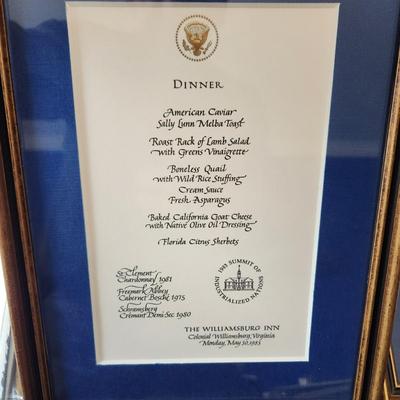 DINNER
American Caviar
Sally Lunn Melba Toast
Roast Rack of Lamb Salad
with Greens Vinaigrette
Boneless Quail
with Wild Rice Stuffing
Cream Sauce
Fresh Asparagus
Baked California Goat Cheese
with Native Olive Oil Dressing
Florida Citrus Sherbets
St. Clement
Chardonnay 1981
Freemark Abbey
Cabernet Bosché 1975
Schramsberg
Crémant Demi-Sec 1980
1983 SUMMIT OF
INDUSTRIALIZED NATIONS
THE WILLIAMSBURG INN
Colonial Williamsburg, Virginia
Monday, May 30, 1983